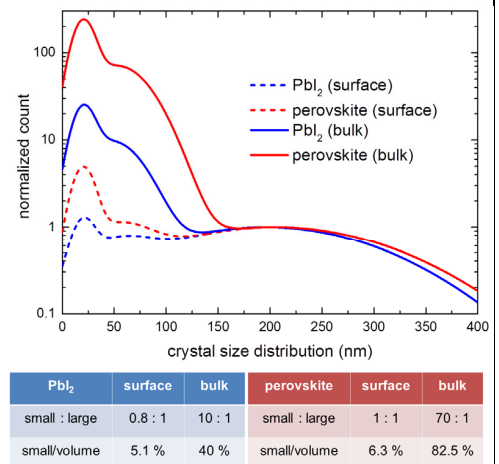 normalized count
100
10
1
0.1
PbI2 (surface)
perovskite (surface)
PbI2 (bulk)
perovskite (bulk)
0 50 100 150 200 250 300 350 400
crystal size distribution (nm)
PbI2 surface bulk perovskite surface bulk
small : large 0.8 : 1 10 : 1 small : large 1 : 1 70 : 1
small/volume 5.1 % 40 % small/volume 6.3 % 82.5 %